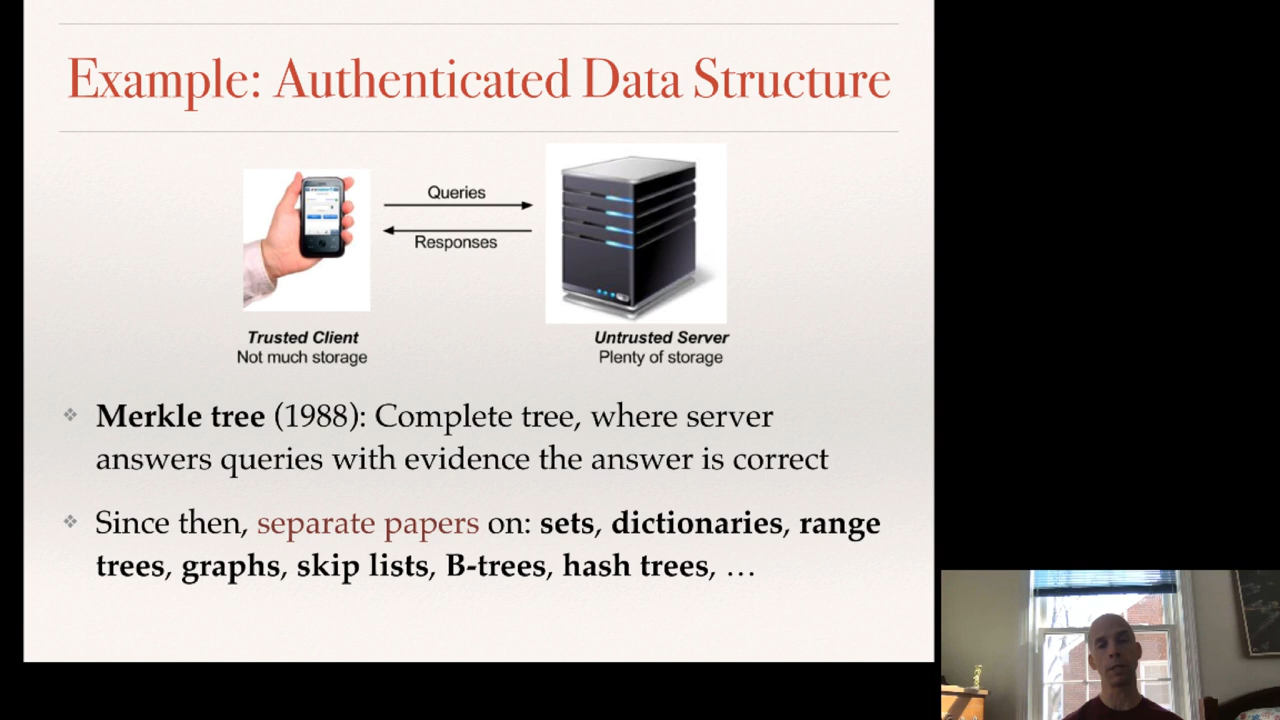 Example: Authenticated Data Structure
Queries
Responses
Trusted Client
Not much storage
Untrusted Server
Plenty of storage
Merkle tree (1988): Complete tree, where server
answers queries with evidence the answer is correct
Since then, separate papers on: sets, dictionaries, range
trees, graphs, skip lists, B-trees, hash trees, …